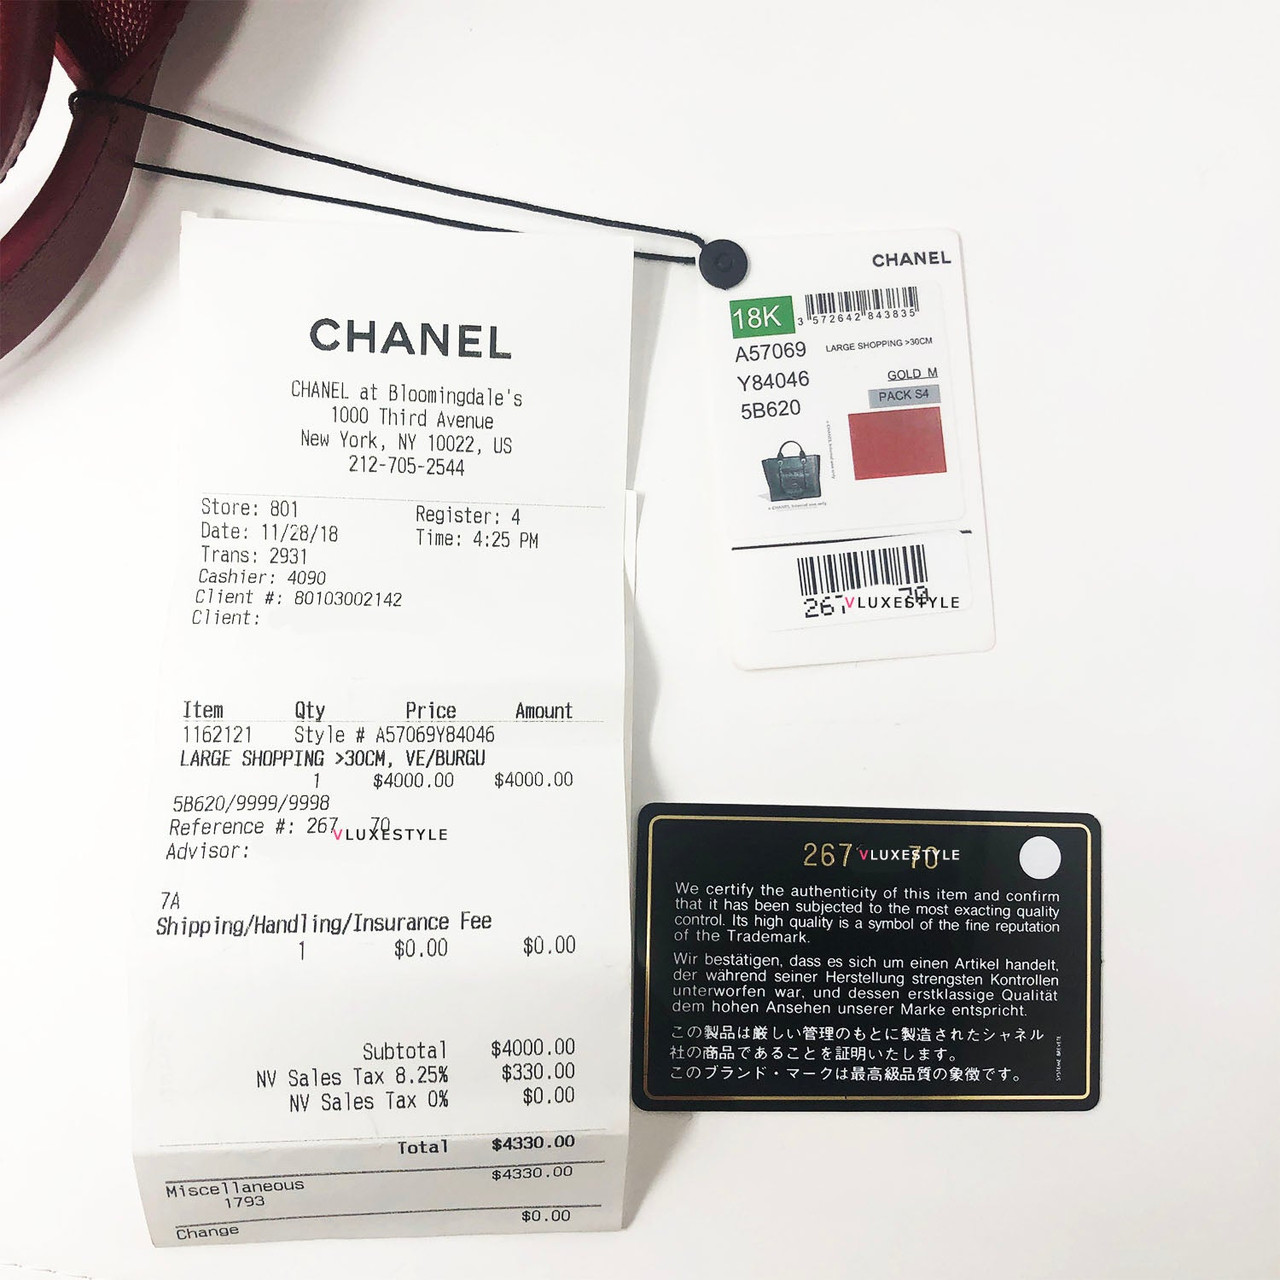 CHANEL
CHANEL at Bloomingdale's
1000 Third Avenue
New York, NY 10022, US
212-705-2544
Store: 801 Register: 4
Date: 11/28/18 Time: 4:25 PM
Trans: 2931
Cashier: 4090
Client #: 80103002142
Client:
Item Qty Price Amount
1162121 Style # A57069Y84046
LARGE SHOPPING >30CM, VE/BURGU
1 $4000.00 $4000.00
5B620/9999/9998
Reference #: 267 70
VLUXESTYLE
Advisor:
7A
Shipping/Handling/Insurance Fee
1 $0.00 $0.00
Subtotal $4000.00
NV Sales Tax 8.25% $330.00
NV Sales Tax 0% $0.00
Total $4330.00
Miscellaneous $4330.00
1793
Change $0.00
CHANEL
18K
3 572642 843835
A57069 LARGE SHOPPING >30CM
Y84046 GOLD M
5B620 PACK S4
267 70
VLUXESTYLE
267 70
VLUXESTYLE
We certify the authenticity of this item and confirm
that it has been subjected to the most exacting quality
control. Its high quality is a symbol of the fine reputation
of the Trademark.
Wir bestätigen, dass es sich um einen Artikel handelt,
der während seiner Herstellung strengsten Kontrollen
unterworfen war, und dessen erstklassige Qualität
dem hohen Ansehen unserer Marke entspricht.
この製品は厳しい管理のもとに製造されたシャネル
社の商品であることを証明いたします。
このブランド・マークは最高級品質の象徴です。